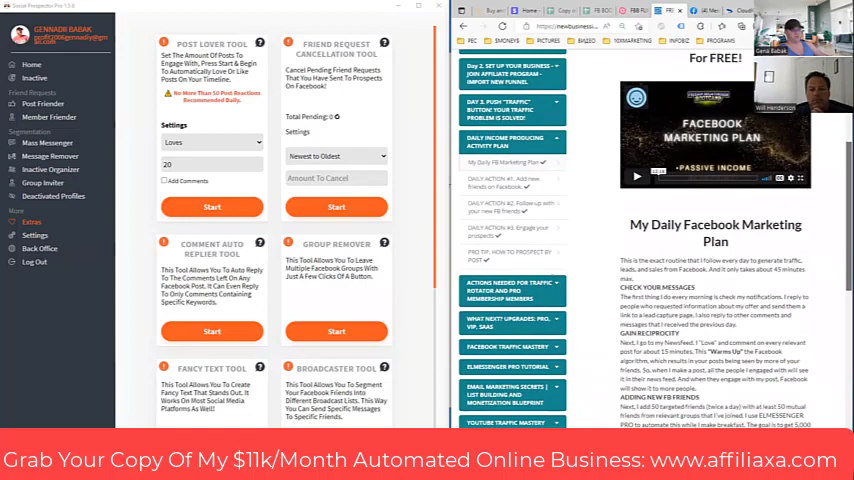 Social Prospector Pro 1.5.8
GENNADII BABAK
Home
Inactive
Friend Requests
Post Friender
Member Friender
Segmentation
Mass Messenger
Message Remover
Inactive Organizer
Group Inviter
Deactivated Profiles
More
Extras
Settings
Back Office
Log Out
POST LOVER TOOL
Set The Amount Of Posts To
Engage With, Press Start & Begin
To Automatically Love Or Like
Posts On Your Timeline.
No More Than 50 Post Reactions
Recommended Daily.
Settings
Loves
20
Add Comments
Start
FRIEND REQUEST
CANCELLATION TOOL
Cancel Pending Friend Requests
That You Have Sent To Prospects
On Facebook!
Total Pending: 0
Settings
Newest to Oldest
Amount To Cancel
Start
COMMENT AUTO
REPLIER TOOL
This Tool Allows You To Auto Reply
To The Comments Left On Any
Facebook Post. It Can Even Reply
To Only Comments Containing
Specific Keywords.
Start
GROUP REMOVER
This Tool Allows You To Leave
Multiple Facebook Groups With
Just A Few Clicks Of A Button.
Start
FANCY TEXT TOOL
This Tool Allows You To Create
Fancy Text That Stands Out. It
Works On Most Social Media
Platforms As Well!
BROADCASTER TOOL
This Tool Allows You To Segment
Your Facebook Friends Into
Different Broadcast Lists. This Way
You Can Send Specific Messages
To Specific Friends.
Buy an
Home
Copy o
FB BOO
FBB FU
FRE
Me
Clou
https://newbusinessi...
PEC
$MONEY$
PICTURES
ВИДЕО
100MARKETING
INFOBIZ
PROGRAMS
Genii Babak
Will Henderson
Day 2. SET UP YOUR BUSINESS -
JOIN AFFILIATE PROGRAM -
IMPORT NEW FUNNEL
DAY 3. PUSH "TRAFFIC"
BUTTON! YOUR TRAFFIC
PROBLEM IS SOLVED!
DAILY INCOME PRODUCING
ACTIVITY PLAN
My Daily FB Marketing Plan
DAILY ACTION #1. Add new
friends on Facebook.
DAILY ACTION #2. Follow up with
your new FB friends
DAILY ACTION #3. Engage your
prospects
PRO TIP. HOW TO PROSPECT BY
POST
ACTIONS NEEDED FOR TRAFFIC
ROTATOR AND PRO
MEMBERSHIP MEMBERS
WHAT NEXT? UPGRADES: PRO,
VIP, SAAS
FACEBOOK TRAFFIC MASTERY
ELMESSENGER PRO TUTORIAL
EMAIL MARKETING SECRETS |
LIST BUILDING AND
MONETIZATION BLUEPRINT
YOUTUBE TRAFFIC MASTERY
For FREE!
FACEBOOK
MARKETING PLAN
•PASSIVE INCOME
12:14
My Daily Facebook Marketing
Plan
This is the exact routine that I follow every day to generate traffic,
leads, and sales from Facebook. And it only takes about 45 minutes
max.
CHECK YOUR MESSAGES
The first thing I do every morning is check my notifications. I reply to
people who requested information about my offer and send them a
link to a lead capture page. I also reply to other comments and
messages that I received the previous day.
GAIN RECIPROCITY
Next, I go to my Newsfeed. I "Love" and comment on every relevant
post for about 15 minutes. This "Warms Up" the Facebook
algorithm, which results in your posts being seen by more of your
friends. So, when I make a post, all the people I engaged with will see
it in their news feed. And when they engage with my post, Facebook
will show it to more people.
ADDING NEW FB FRIENDS
Next, I add 50 targeted friends (twice a day) with at least 50 mutual
friends from relevant groups that I've joined. I use ELMESSENGER
PRO to automate this while I make breakfast. The goal is to get 5,000
Grab Your Copy Of My $11k/Month Automated Online Business: www.affiliaxa.com